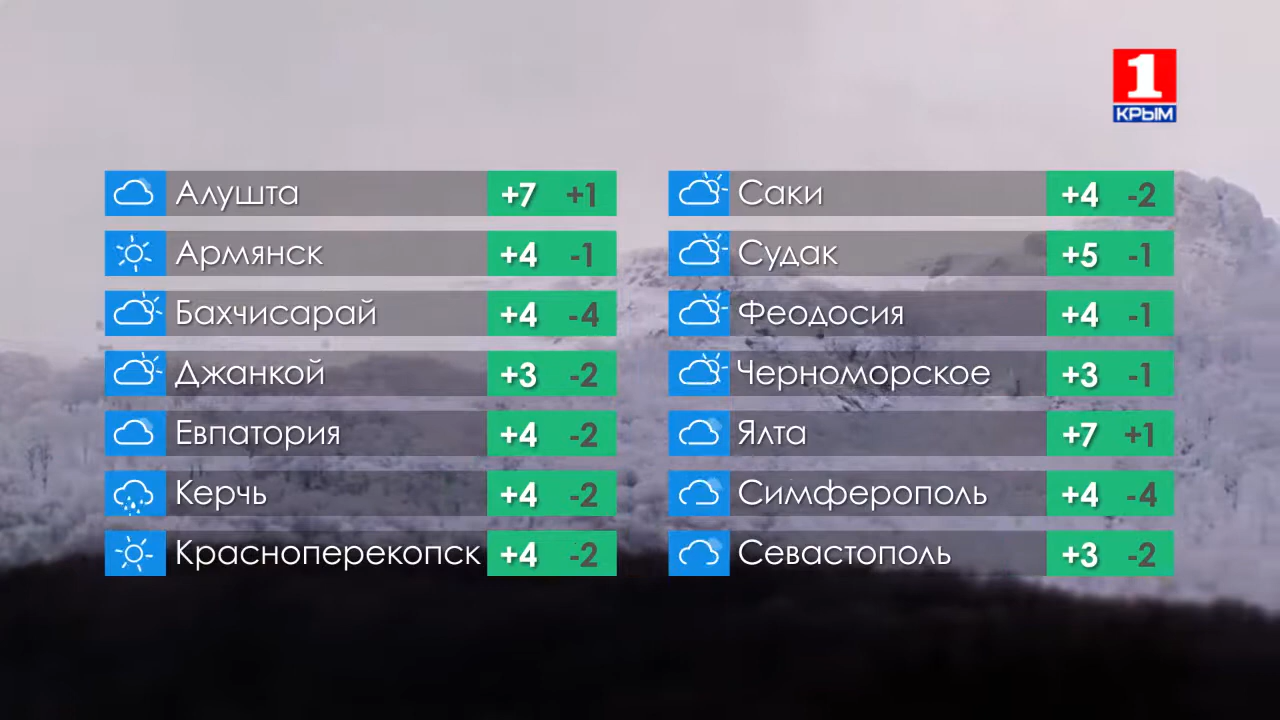 1
КРЫМ
Алушта +7 +1
Армянск +4 -1
Бахчисарай +4 -4
Джанкой +3 -2
Евпатория +4 -2
Керчь +4 -2
Красноперекопск +4 -2
Саки +4 -2
Судак +5 -1
Феодосия +4 -1
Черноморское +3 -1
Ялта +7 +1
Симферополь +4 -4
Севастополь +3 -2